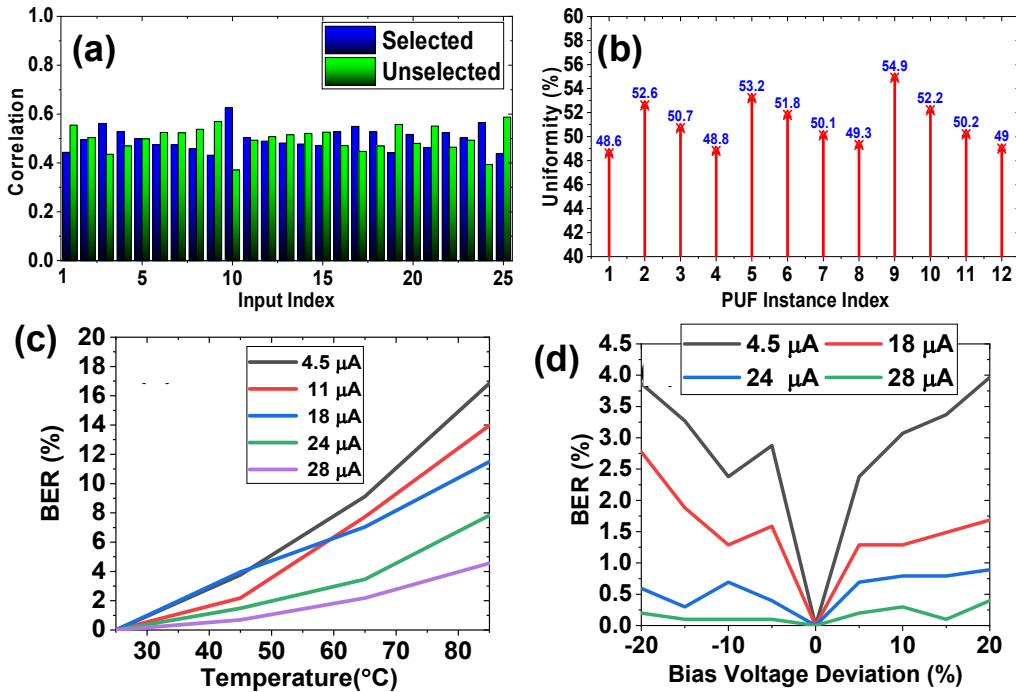 (a)
Selected
Unselected
Correlation
1.0
0.8
0.6
0.4
0.2
0.0
1 5 10 15 20 25
Input Index
(b)
Uniformity (%)
60
58
56
54
52
50
48
46
44
42
40
48.6 52.6 50.7 48.8 53.2 51.8 50.1 49.3 54.9 52.2 50.2 49
1 2 3 4 5 6 7 8 9 10 11 12
PUF Instance Index
(c)
4.5 μA
11 μA
18 μA
24 μA
28 μA
BER (%)
20
18
16
14
12
10
8
6
4
2
0
30 40 50 60 70 80
Temperature(°C)
(d)
4.5 μA 18 μA
24 μA 28 μA
BER (%)
4.5
4.0
3.5
3.0
2.5
2.0
1.5
1.0
0.5
0.0
-20 -10 0 10 20
Bias Voltage Deviation (%)